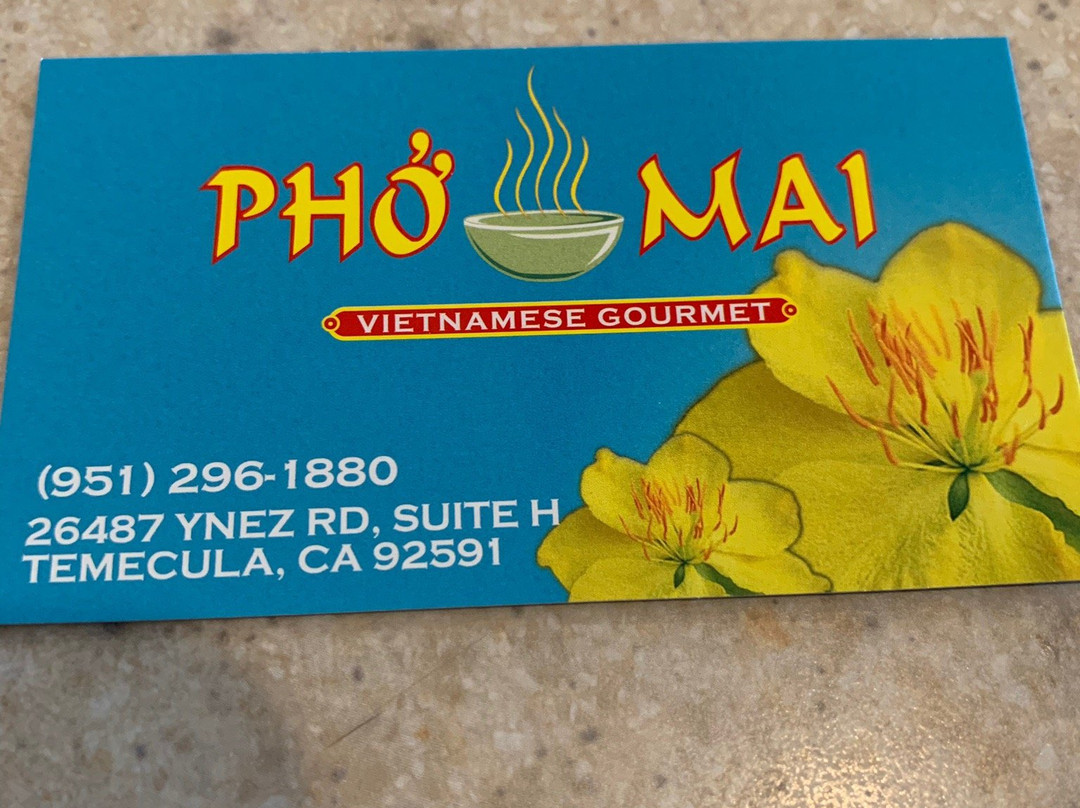 PHỞ MAI
VIETNAMESE GOURMET
(951) 296-1880
26487 YNEZ RD, SUITE H
TEMECULA, CA 92591